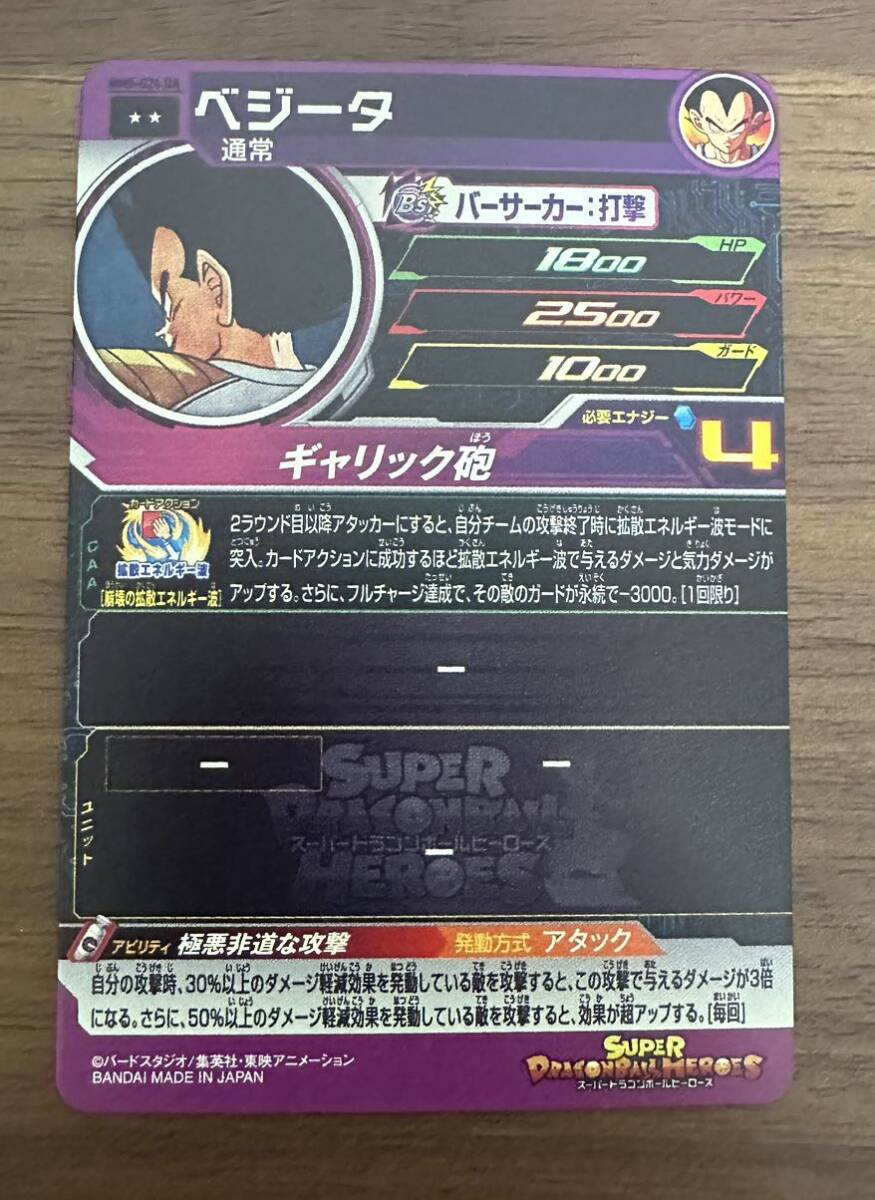 ★★
ベジータ
通常
Bs バーサーカー:打撃
HP
1800
パワー
2500
ガード
1000
必要エナジー 4
ギャリック砲
ほう
CAA
カードアクション
拡散エネルギー波
[崩壊の拡散エネルギー波]
2ラウンド目以降アタッカーにすると、自分チームの攻撃終了時に拡散エネルギー波モードに
突入。カードアクションに成功するほど拡散エネルギー波で与えるダメージと気力ダメージが
アップする。さらに、フルチャージ達成で、その敵のガードが永続で-3000。[1回限り]
ー
ユニット
ー
ー
ー
SUPER
DRAGONBALL
スーパードラゴンボールヒーローズ
HEROES
アビリティ 極悪非道な攻撃 発動方式 アタック
自分の攻撃時、30%以上のダメージ軽減効果を発動している敵を攻撃すると、この攻撃で与えるダメージが3倍
になる。さらに、50%以上のダメージ軽減効果を発動している敵を攻撃すると、効果が超アップする。[毎回]
©バードスタジオ/集英社・東映アニメーション
BANDAI MADE IN JAPAN
SUPER
DRAGONBALL HEROES
スーパードラゴンボールヒーローズ